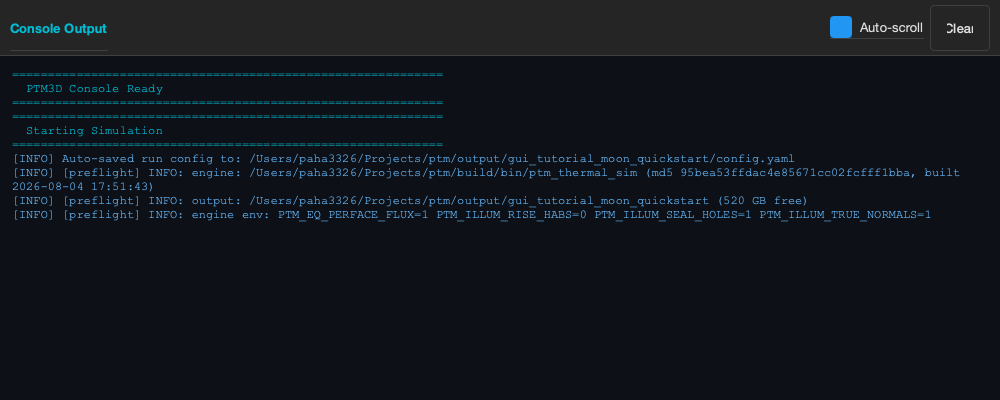 Console Output
Auto-scroll
Clear
============================================================
PTM3D Console Ready
============================================================
============================================================
Starting Simulation
============================================================
[INFO] Auto-saved run config to: /Users/paha3326/Projects/ptm/output/gui_tutorial_moon_quickstart/config.yaml
[INFO] [preflight] INFO: engine: /Users/paha3326/Projects/ptm/build/bin/ptm_thermal_sim (md5 95bea53ffdac4e85671cc02fcfff1bba, built
2026-08-04 17:51:43)
[INFO] [preflight] INFO: output: /Users/paha3326/Projects/ptm/output/gui_tutorial_moon_quickstart (520 GB free)
[INFO] [preflight] INFO: engine env: PTM_EQ_PERFACE_FLUX=1 PTM_ILLUM_RISE_HABS=0 PTM_ILLUM_SEAL_HOLES=1 PTM_ILLUM_TRUE_NORMALS=1